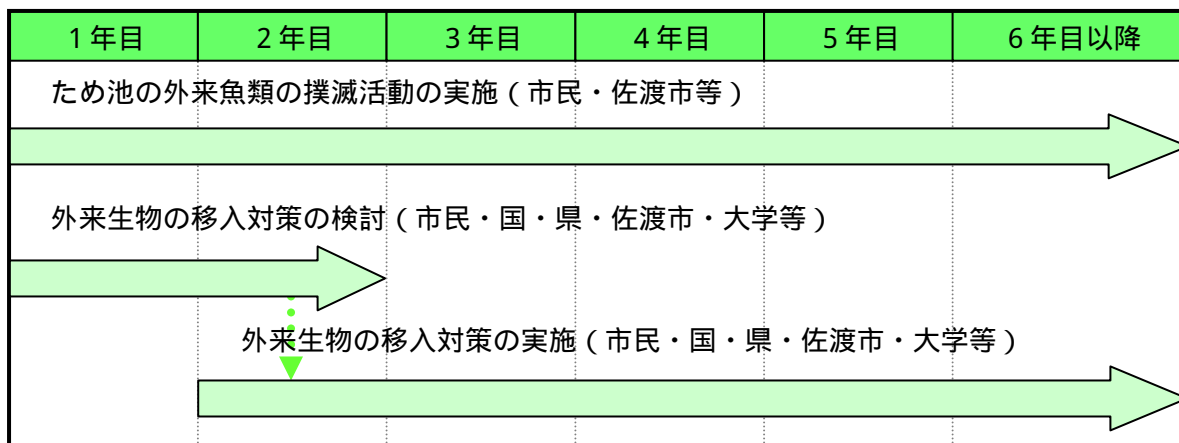 １年目 ２年目 ３年目 ４年目 ５年目 ６年目以降
ため池の外来魚類の撲滅活動の実施（市民・佐渡市等）
外来生物の移入対策の検討（市民・国・県・佐渡市・大学等）
外来生物の移入対策の実施（市民・国・県・佐渡市・大学等）